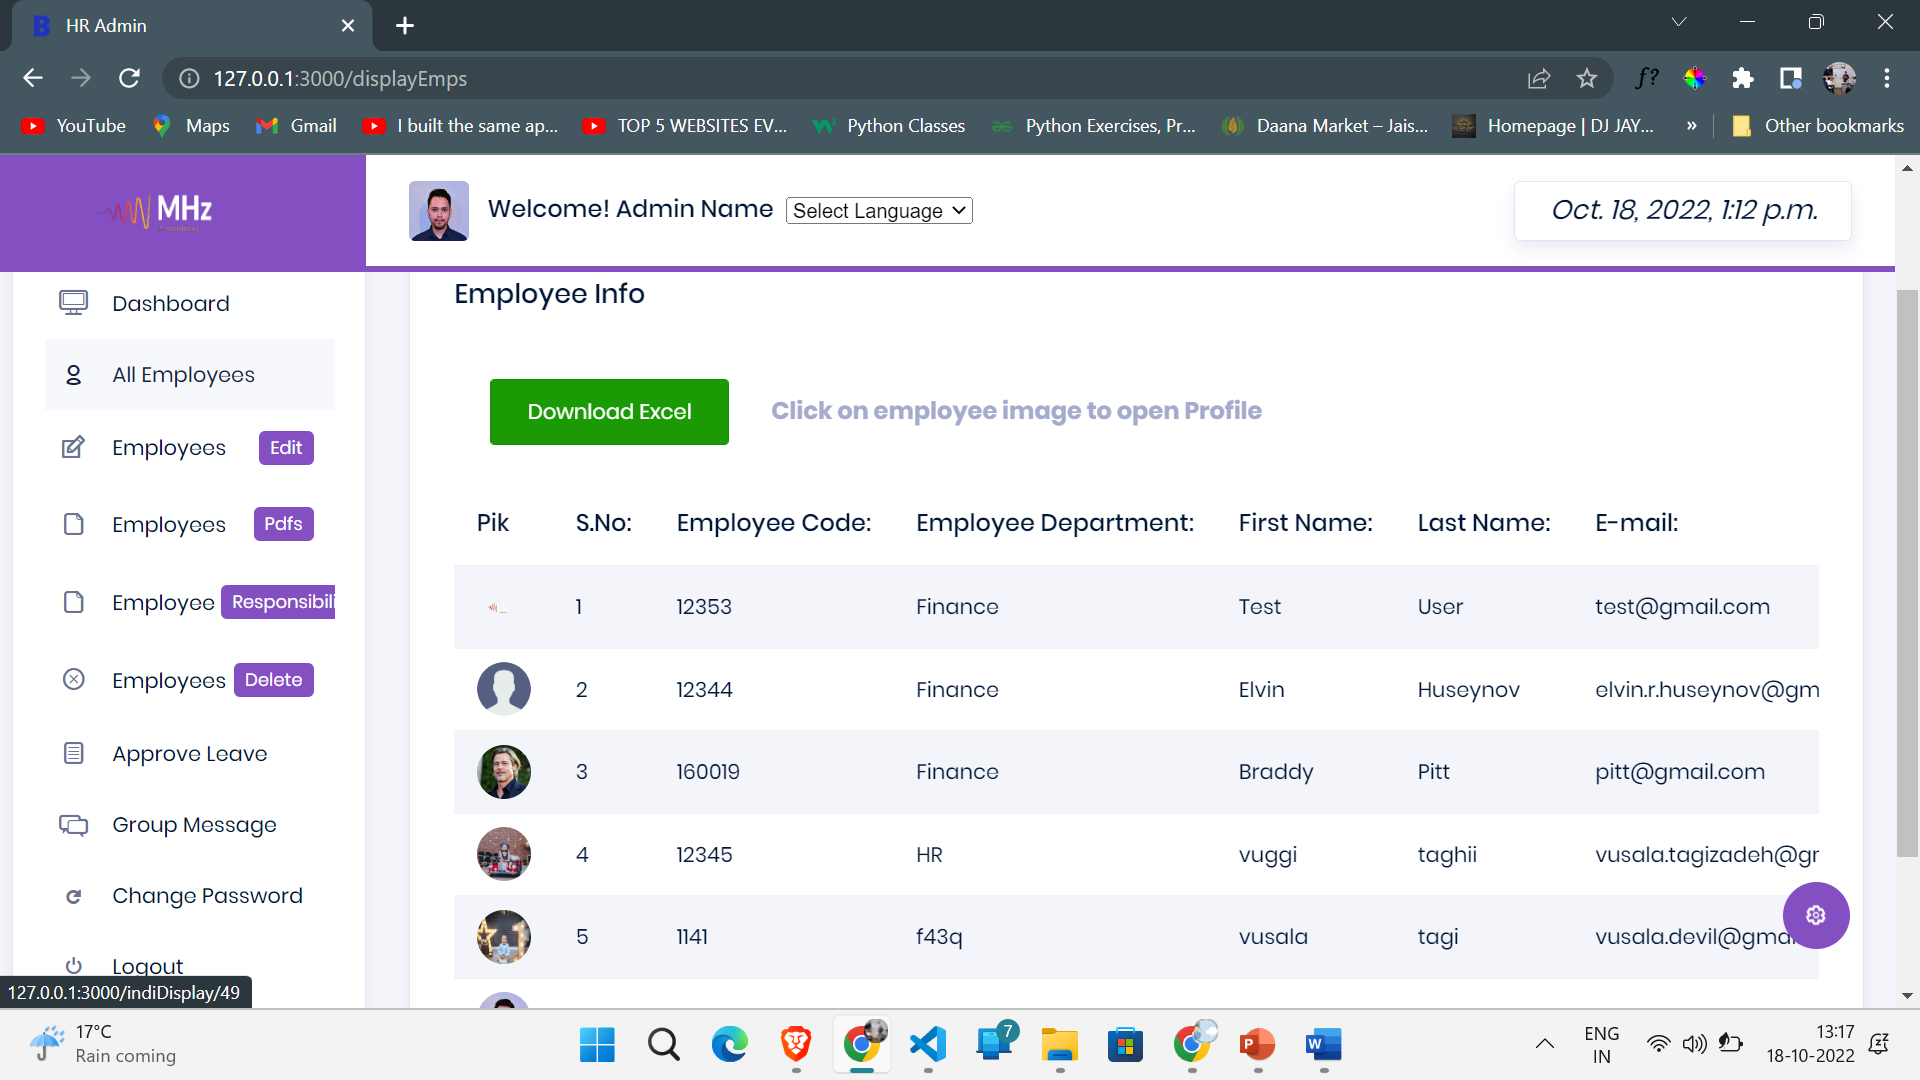 HR Admin
127.0.0.1:3000/displayEmps
f?
YouTube Maps Gmail I built the same ap... TOP 5 WEBSITES EV... Python Classes Python Exercises, Pr... Daana Market – Jais... Homepage | DJ JAY... » Other bookmarks
MHz
Welcome! Admin Name Select Language
Oct. 18, 2022, 1:12 p.m.
Dashboard
All Employees
Employees Edit
Employees Pdfs
Employee Responsibili
Employees Delete
Approve Leave
Group Message
Change Password
Logout
Employee Info
Download Excel Click on employee image to open Profile
Pik S.No: Employee Code: Employee Department: First Name: Last Name: E-mail:
1 12353 Finance Test User test@gmail.com
2 12344 Finance Elvin Huseynov elvin.r.huseynov@gm
3 160019 Finance Braddy Pitt pitt@gmail.com
4 12345 HR vuggi taghii vusala.tagizadeh@gr
5 1141 f43q vusala tagi vusala.devil@gma
127.0.0.1:3000/indiDisplay/49
17°C
Rain coming
7
ENG
IN
13:17
18-10-2022